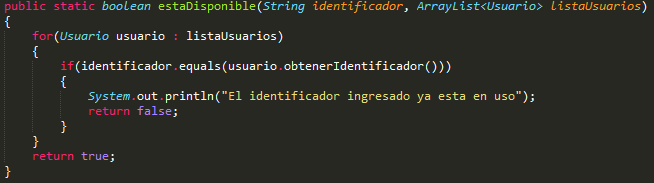 public static boolean estaDisponible(String identificador, ArrayList<Usuario> listaUsuarios)
{
    for(Usuario usuario : listaUsuarios)
    {
        if(identificador.equals(usuario.obtenerIdentificador()))
        {
            System.out.println("El identificador ingresado ya esta en uso");
            return false;
        }
    }
    return true;
}